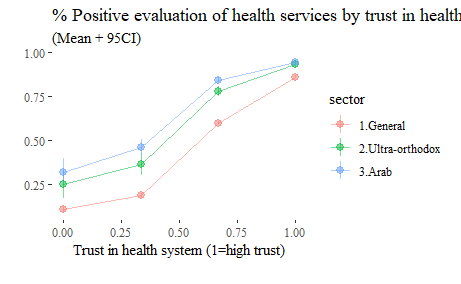 % Positive evaluation of health services by trust in health
(Mean + 95CI)
1.00
0.75
0.50
0.25
0.00
0.25
0.50
0.75
1.00
Trust in health system (1=high trust)
sector
1.General
2.Ultra-orthodox
3.Arab